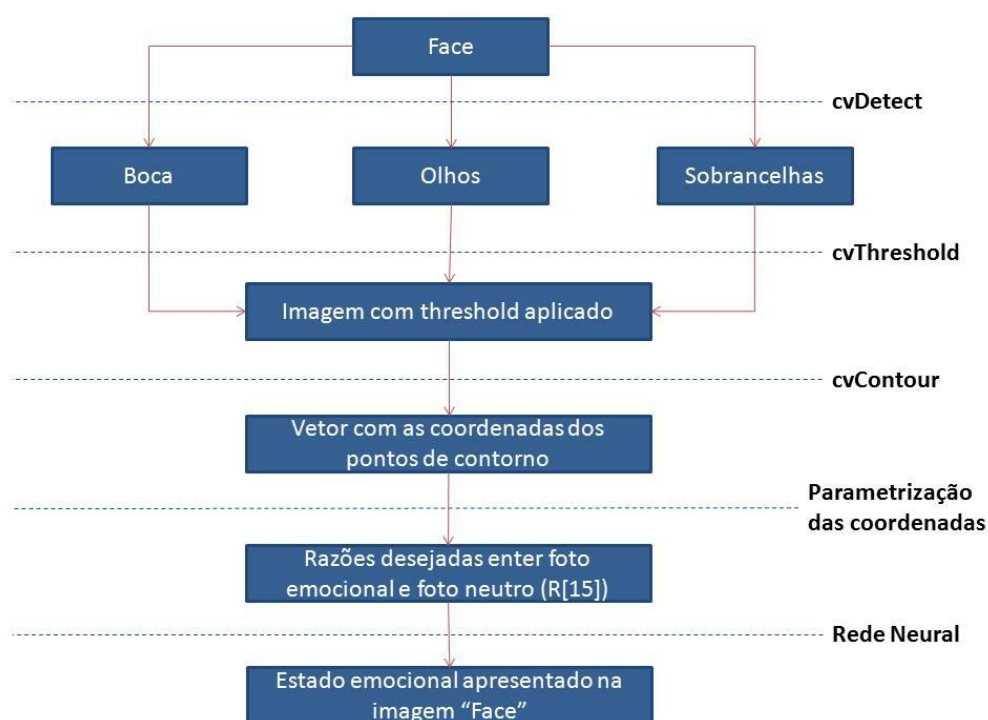 Face
cvDetect
Boca
Olhos
Sobrancelhas
cvThreshold
Imagem com threshold aplicado
cvContour
Vetor com as coordenadas dos
pontos de contorno
Parametrização
das coordenadas
Razões desejadas enter foto
emocional e foto neutro (R[15])
Rede Neural
Estado emocional apresentado na
imagem “Face”